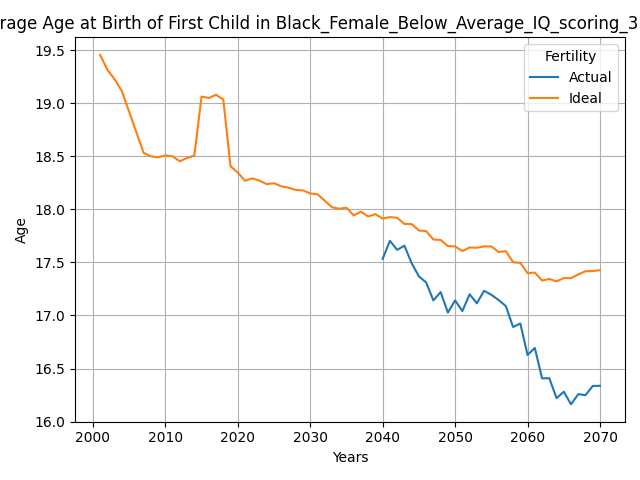 rage Age at Birth of First Child in Black_Female_Below_Average_IQ_scoring_3
19.5
19.0
18.5
18.0
17.5
17.0
16.5
16.0
Age
Fertility
Actual
Ideal
2000 2010 2020 2030 2040 2050 2060 2070
Years